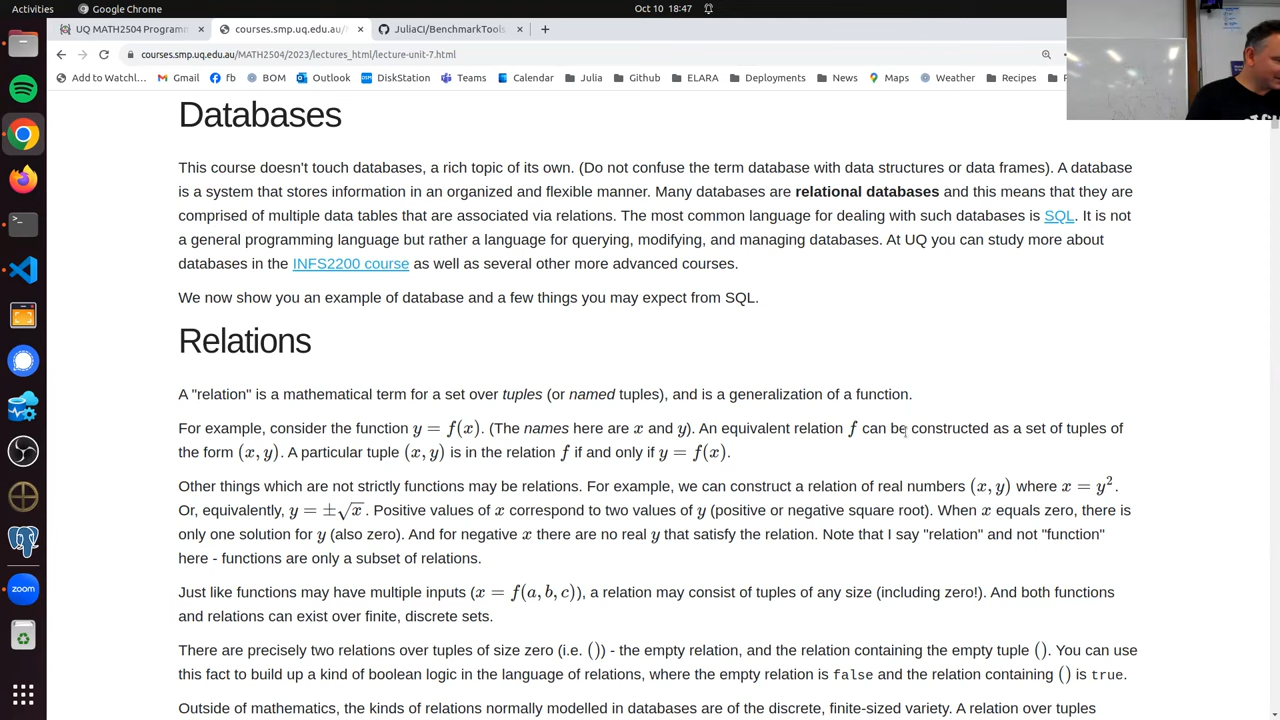 Activities
Google Chrome
Oct 10 18:47
UQ MATH2504 Programm
courses.smp.uq.edu.au/
JuliaCI/BenchmarkTools
courses.smp.uq.edu.au/MATH2504/2023/lectures_html/lecture-unit-7.html
Add to Watchl... Gmail fb BOM Outlook DiskStation Teams Calendar Julia Github ELARA Deployments News Maps Weather Recipes
Databases
This course doesn't touch databases, a rich topic of its own. (Do not confuse the term database with data structures or data frames). A database
is a system that stores information in an organized and flexible manner. Many databases are relational databases and this means that they are
comprised of multiple data tables that are associated via relations. The most common language for dealing with such databases is SQL. It is not
a general programming language but rather a language for querying, modifying, and managing databases. At UQ you can study more about
databases in the INFS2200 course as well as several other more advanced courses.
We now show you an example of database and a few things you may expect from SQL.
Relations
A "relation" is a mathematical term for a set over tuples (or named tuples), and is a generalization of a function.
For example, consider the function y = f(x). (The names here are x and y). An equivalent relation f can be constructed as a set of tuples of
the form (x, y). A particular tuple (x, y) is in the relation f if and only if y = f(x).
Other things which are not strictly functions may be relations. For example, we can construct a relation of real numbers (x, y) where x = y².
Or, equivalently, y = ±√x. Positive values of x correspond to two values of y (positive or negative square root). When x equals zero, there is
only one solution for y (also zero). And for negative x there are no real y that satisfy the relation. Note that I say "relation" and not "function"
here - functions are only a subset of relations.
Just like functions may have multiple inputs (x = f(a, b, c)), a relation may consist of tuples of any size (including zero!). And both functions
and relations can exist over finite, discrete sets.
There are precisely two relations over tuples of size zero (i.e. ()) - the empty relation, and the relation containing the empty tuple (). You can use
this fact to build up a kind of boolean logic in the language of relations, where the empty relation is false and the relation containing () is true.
Outside of mathematics, the kinds of relations normally modelled in databases are of the discrete, finite-sized variety. A relation over tuples
zoom